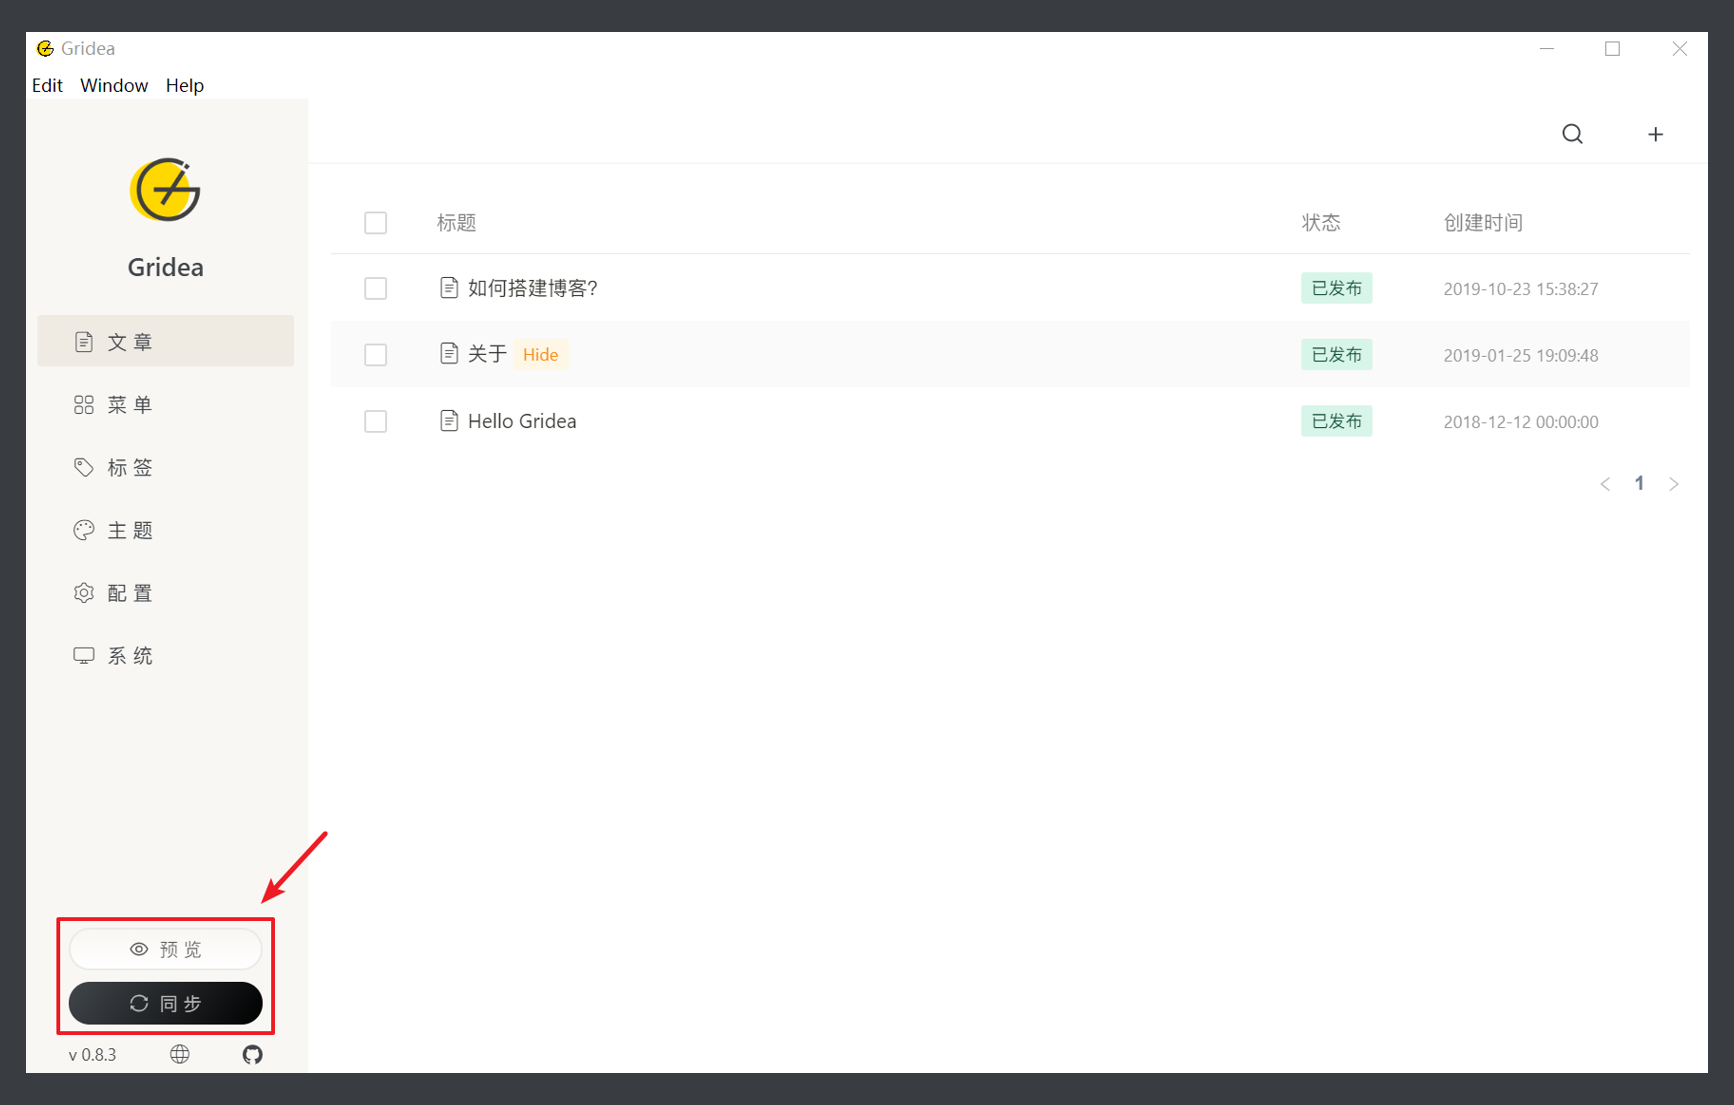 Gridea
Edit Window Help
Gridea
文章
菜单
标签
主题
配置
系统
预览
同步
v 0.8.3
标题 状态 创建时间
如何搭建博客? 已发布 2019-10-23 15:38:27
关于 Hide 已发布 2019-01-25 19:09:48
Hello Gridea 已发布 2018-12-12 00:00:00
1